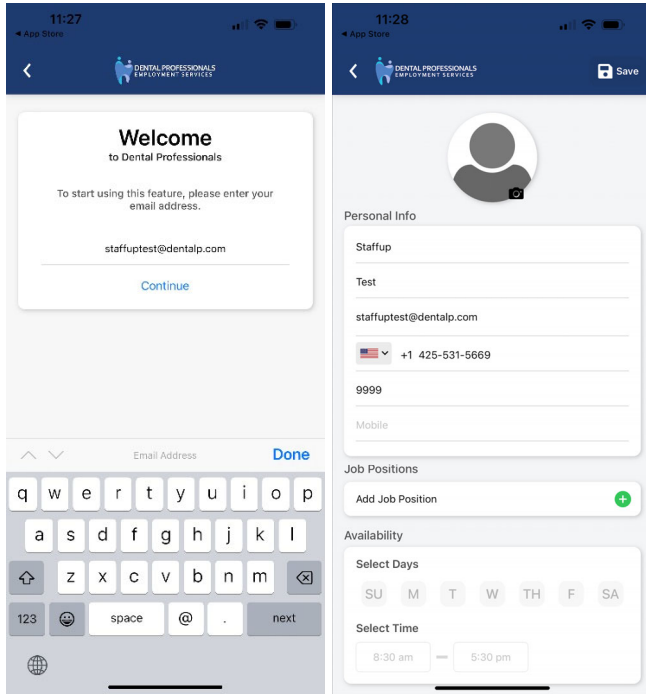 11:27
◀ App Store
DENTAL PROFESSIONALS
EMPLOYMENT SERVICES
Welcome
to Dental Professionals
To start using this feature, please enter your
email address.
staffuptest@dentalp.com
Continue
Email Address
Done
q w e r t y u i o p
a s d f g h j k l
z x c v b n m
123 space @ . next
11:28
◀ App Store
DENTAL PROFESSIONALS
EMPLOYMENT SERVICES
Save
Personal Info
Staffup
Test
staffuptest@dentalp.com
+1 425-531-5669
9999
Mobile
Job Positions
Add Job Position
Availability
Select Days
SU M T W TH F SA
Select Time
8:30 am — 5:30 pm